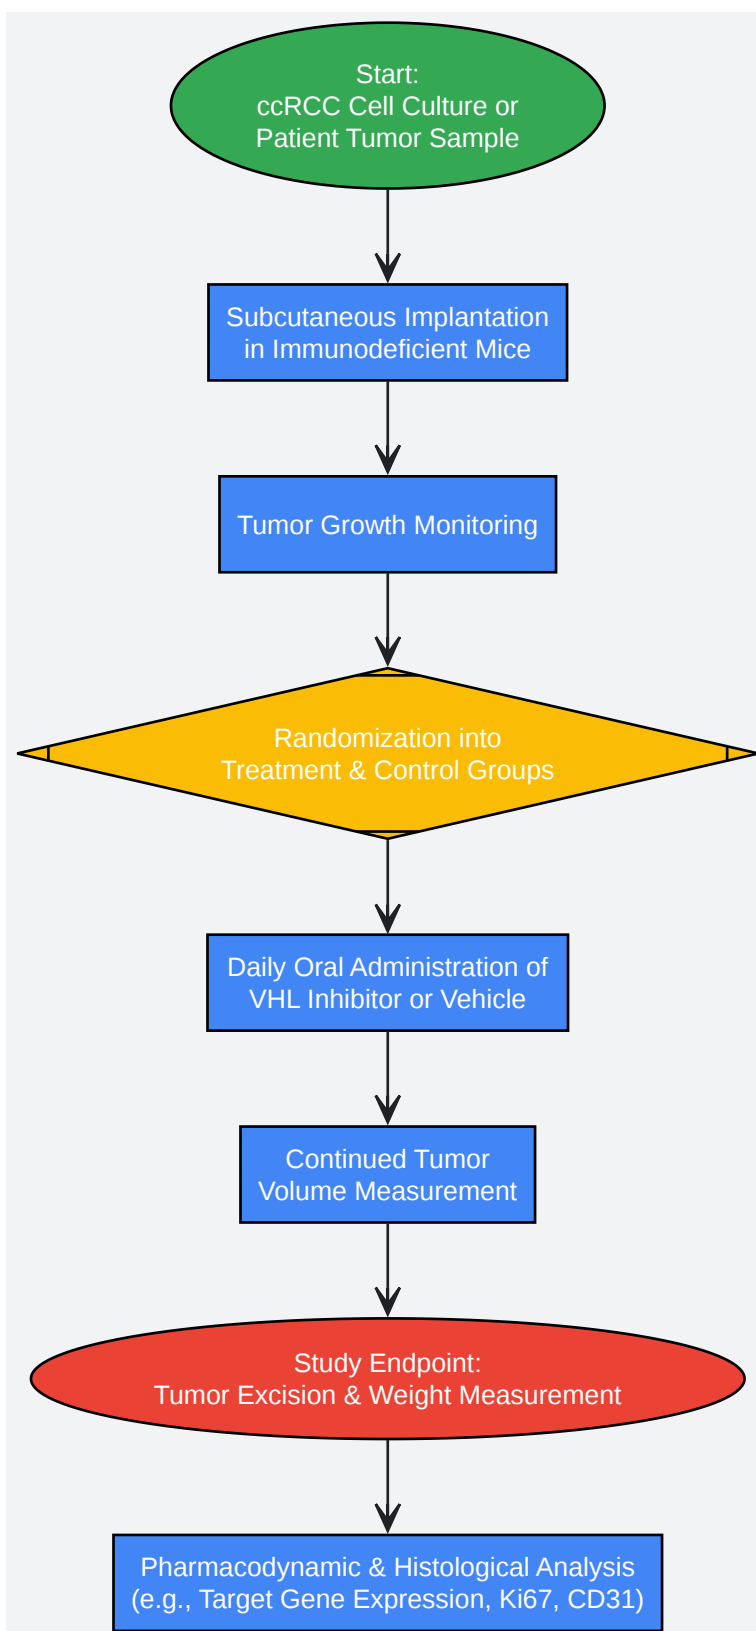 Start:
ccRCC Cell Culture or
Patient Tumor Sample
Subcutaneous Implantation
in Immunodeficient Mice
Tumor Growth Monitoring
Randomization into
Treatment & Control Groups
Daily Oral Administration of
VHL Inhibitor or Vehicle
Continued Tumor
Volume Measurement
Study Endpoint:
Tumor Excision & Weight Measurement
Pharmacodynamic & Histological Analysis
(e.g., Target Gene Expression, Ki67, CD31)